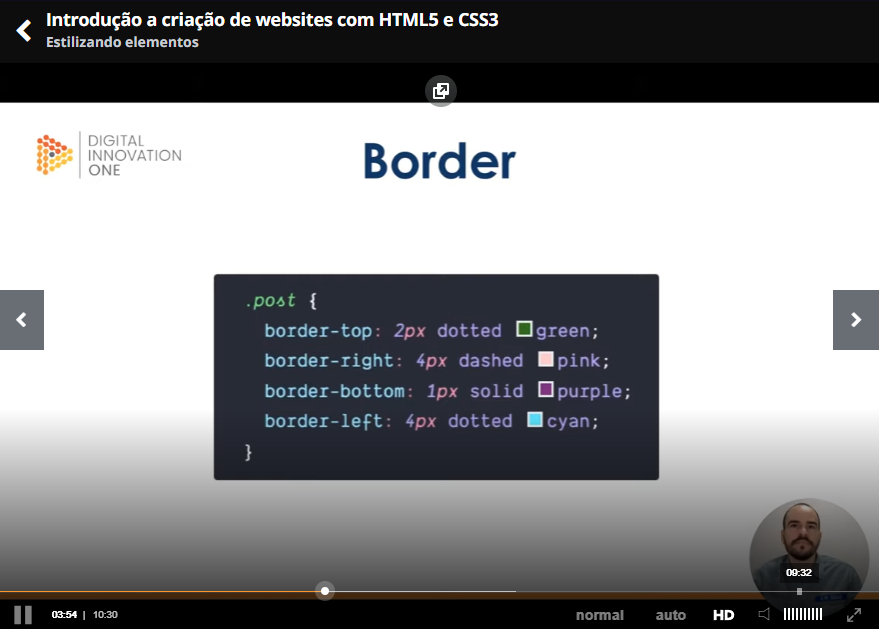 Introdução a criação de websites com HTML5 e CSS3
Estilizando elementos
DIGITAL
INNOVATION
ONE
Border
.post {
border-top: 2px dotted green;
border-right: 4px dashed pink;
border-bottom: 1px solid purple;
border-left: 4px dotted cyan;
}
09:32
03:54 | 10:30
normal
auto
HD